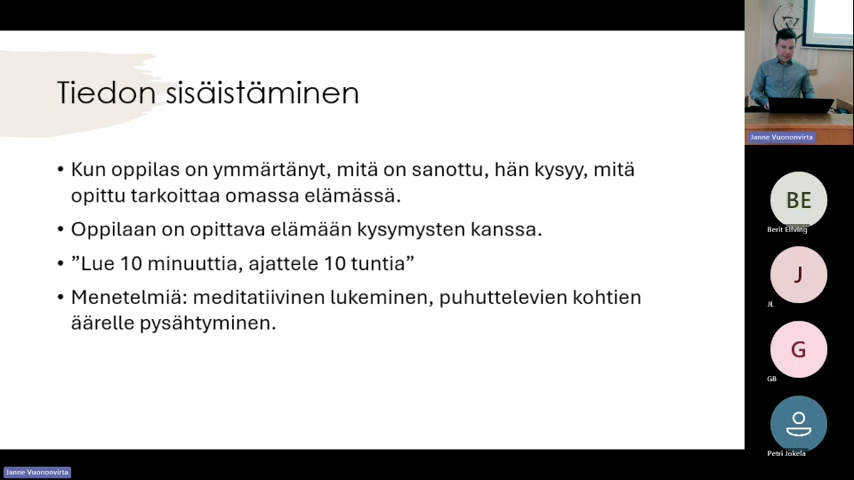 Tiedon sisäistäminen
• Kun oppilas on ymmärtänyt, mitä on sanottu, hän kysyy, mitä
opittu tarkoittaa omassa elämässä.
• Oppilaan on opittava elämään kysymysten kanssa.
• ”Lue 10 minuuttia, ajattele 10 tuntia”
• Menetelmiä: meditatiivinen lukeminen, puhuttelevien kohtien
äärelle pysähtyminen.
Janne Vuononvirta
BE
Berit Elfving
J
JL
G
GB
Petri Jokela
Janne Vuononvirta